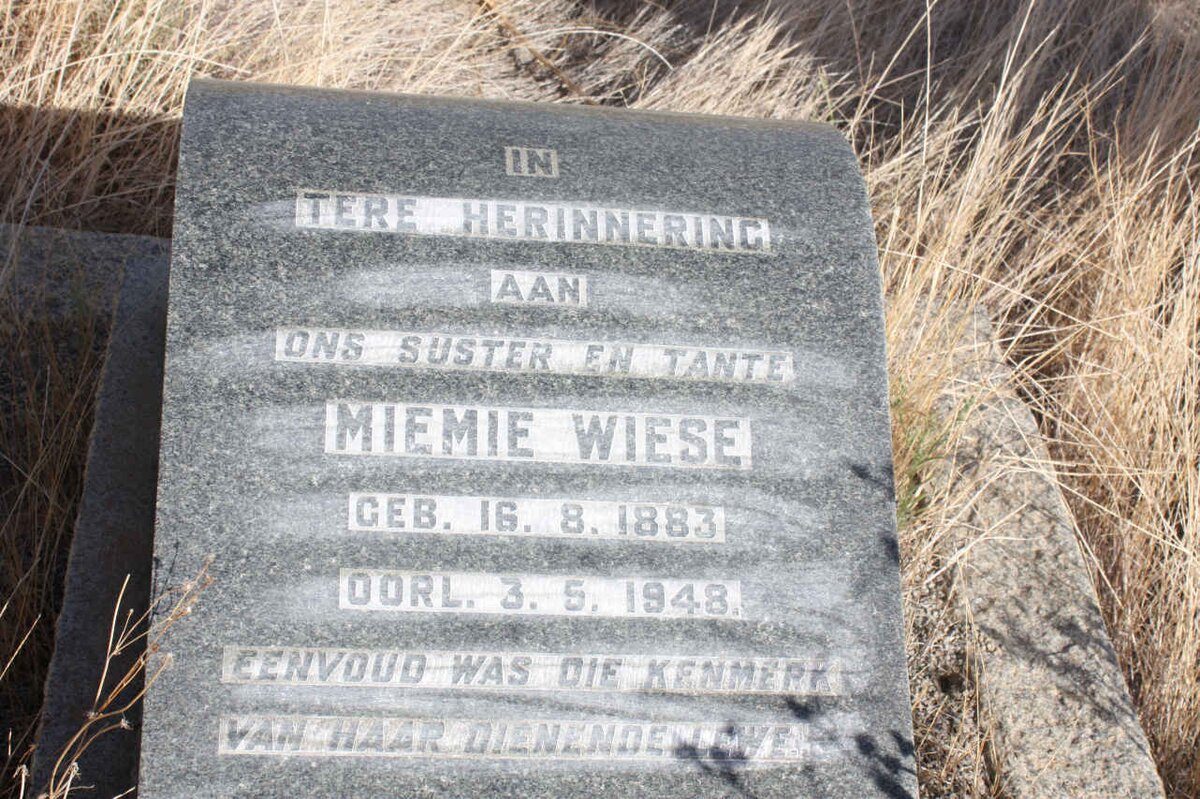 IN
TERE HERINNERING
AAN
ONS SUSTER EN TANTE
MIEMIE WIESE
GEB. 16. 8. 1883
OORL. 3. 5. 1948.
EENVOUD WAS DIE KENMERK
VAN HAAR DIENENDE LEWE.